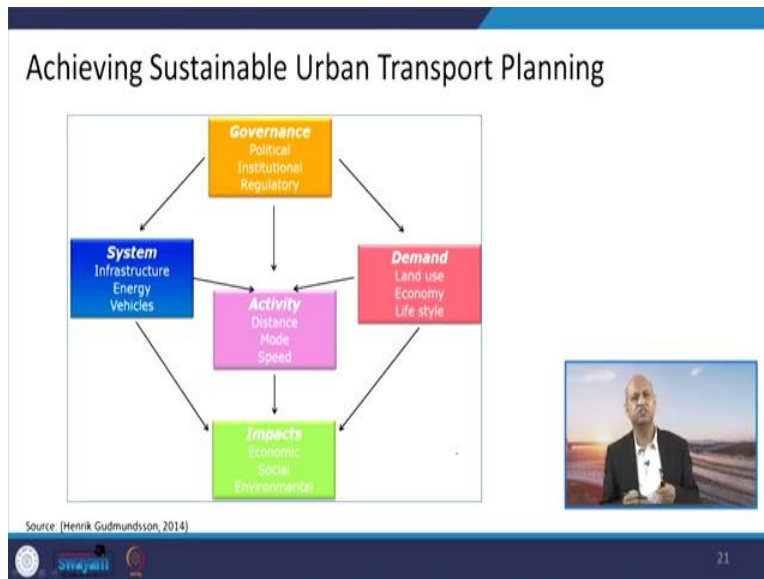 Achieving Sustainable Urban Transport Planning
Governance
Political
Institutional
Regulatory
System
Infrastructure
Energy
Vehicles
Demand
Land use
Economy
Life style
Activity
Distance
Mode
Speed
Impacts
Economic
Social
Environmental
Source: (Henrik Gudmundsson, 2014)
swayam
21